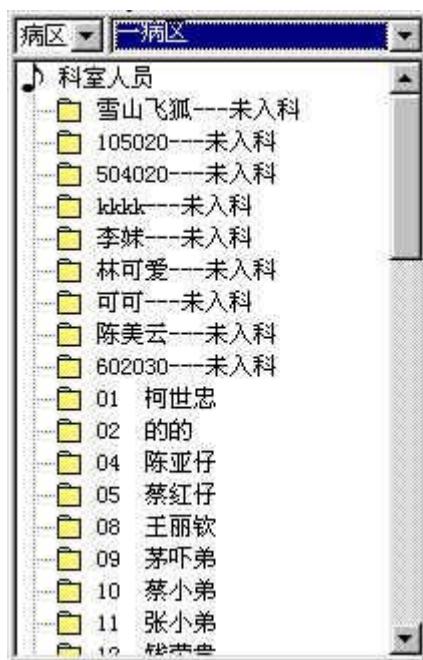 病区 一病区
科室人员
雪山飞狐---未入科
105020---未入科
504020---未入科
kkkk---未入科
李妹---未入科
林可爱---未入科
可可---未入科
陈美云---未入科
602030---未入科
01 柯世忠
02 的的
04 陈亚仔
05 蔡红仔
08 王丽钦
09 茅吓弟
10 蔡小弟
11 张小弟
12